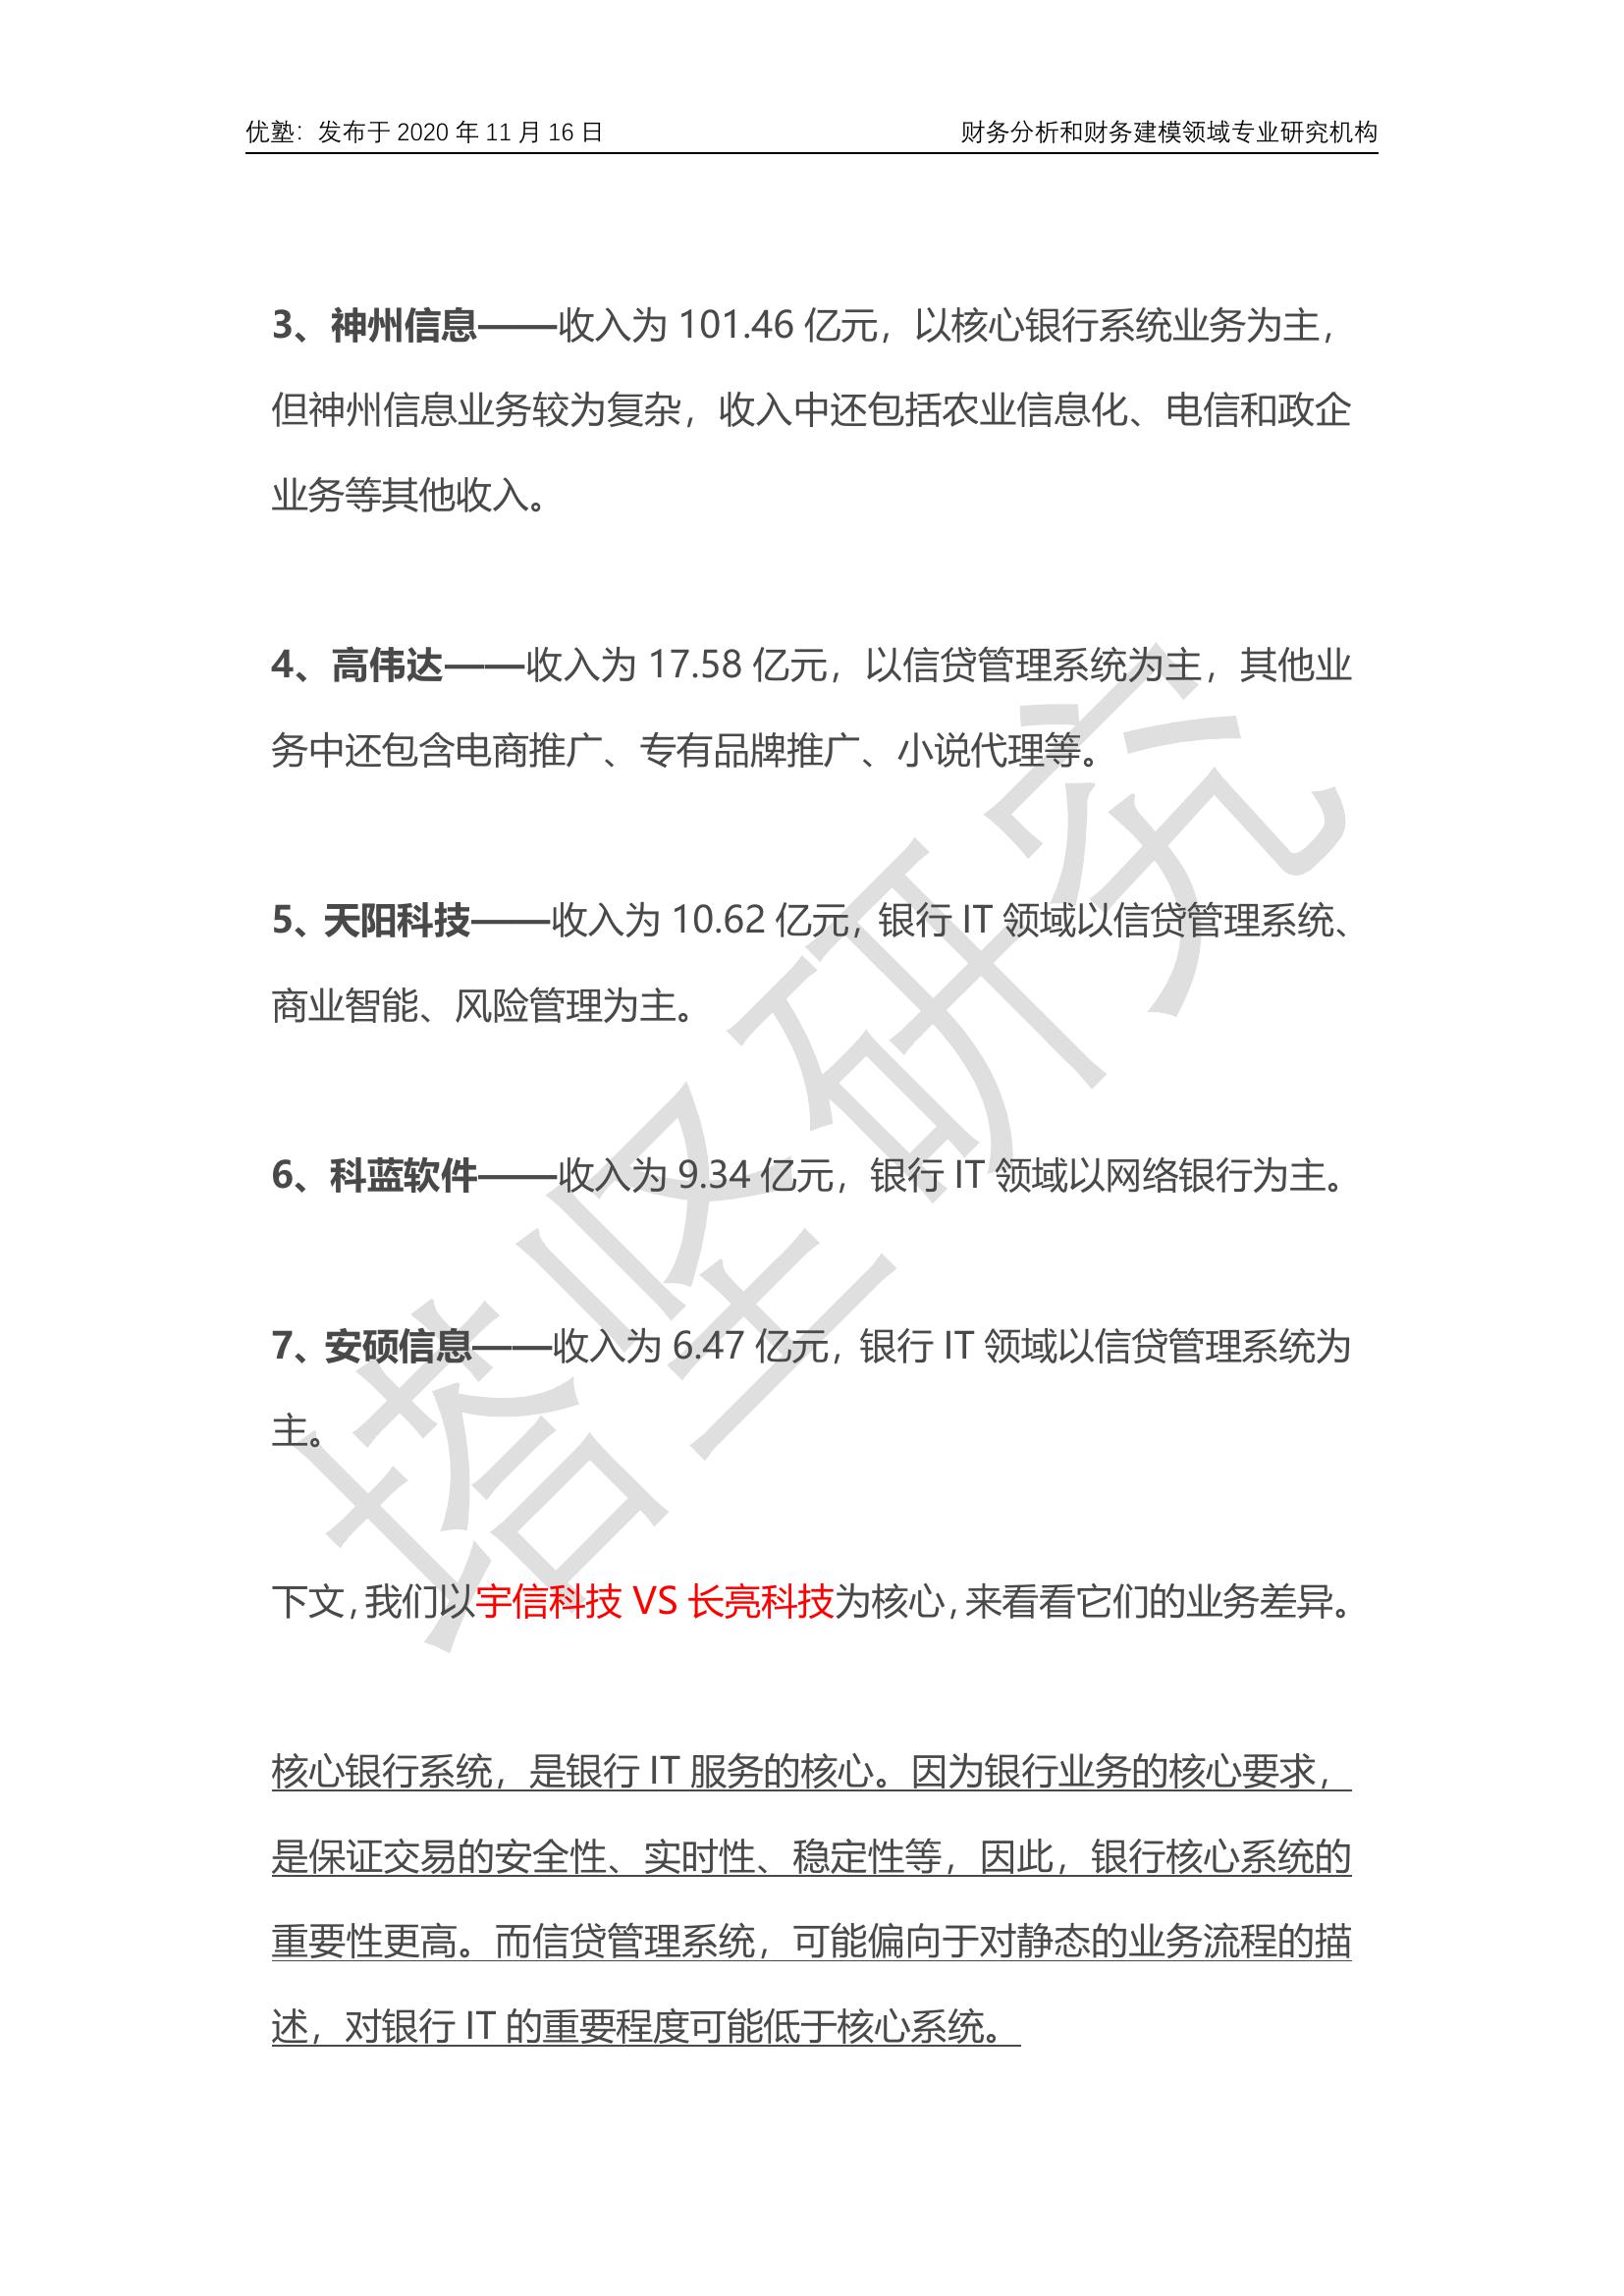 优塾：发布于 2020 年 11 月 16 日 财务分析和财务建模领域专业研究机构
3、神州信息——收入为 101.46 亿元，以核心银行系统业务为主，
但神州信息业务较为复杂，收入中还包括农业信息化、电信和政企
业务等其他收入。
4、高伟达——收入为 17.58 亿元，以信贷管理系统为主，其他业
务中还包含电商推广、专有品牌推广、小说代理等。
5、天阳科技——收入为 10.62 亿元，银行 IT 领域以信贷管理系统、
商业智能、风险管理为主。
6、科蓝软件——收入为 9.34 亿元，银行 IT 领域以网络银行为主。
7、安硕信息——收入为 6.47 亿元，银行 IT 领域以信贷管理系统为
主。
下文，我们以宇信科技 VS 长亮科技为核心，来看看它们的业务差异。
核心银行系统，是银行 IT 服务的核心。因为银行业务的核心要求，
是保证交易的安全性、实时性、稳定性等，因此，银行核心系统的
重要性更高。而信贷管理系统，可能偏向于对静态的业务流程的描
述，对银行 IT 的重要程度可能低于核心系统。
塔坚研究